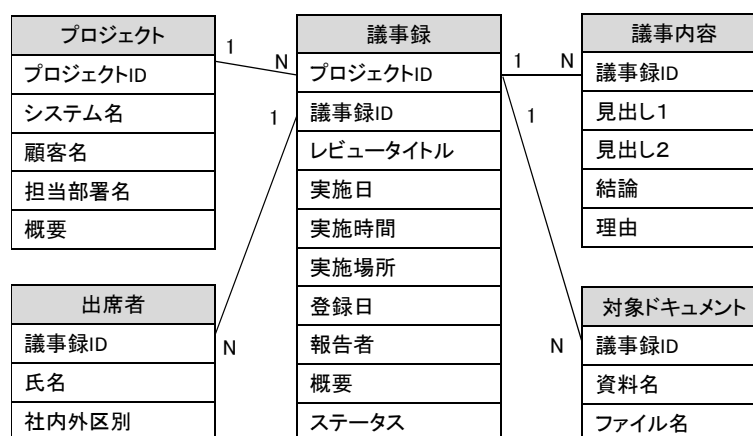 プロジェクト
プロジェクトID
システム名
顧客名
担当部署名
概要
1
N
議事録
プロジェクトID
議事録ID
レビュータイトル
実施日
実施時間
実施場所
登録日
報告者
概要
ステータス
1
N
議事内容
議事録ID
見出し1
見出し2
結論
理由
1
N
出席者
議事録ID
氏名
社内外区別
1
N
対象ドキュメント
議事録ID
資料名
ファイル名